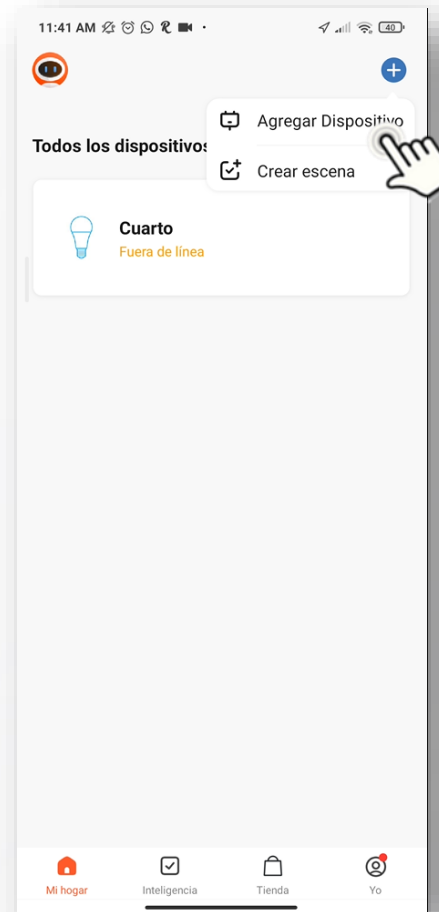 11:41 AM
40
Agregar Dispositivo
Todos los dispositivos
Crear escena
Cuarto
Fuera de línea
Mi hogar
Inteligencia
Tienda
Yo